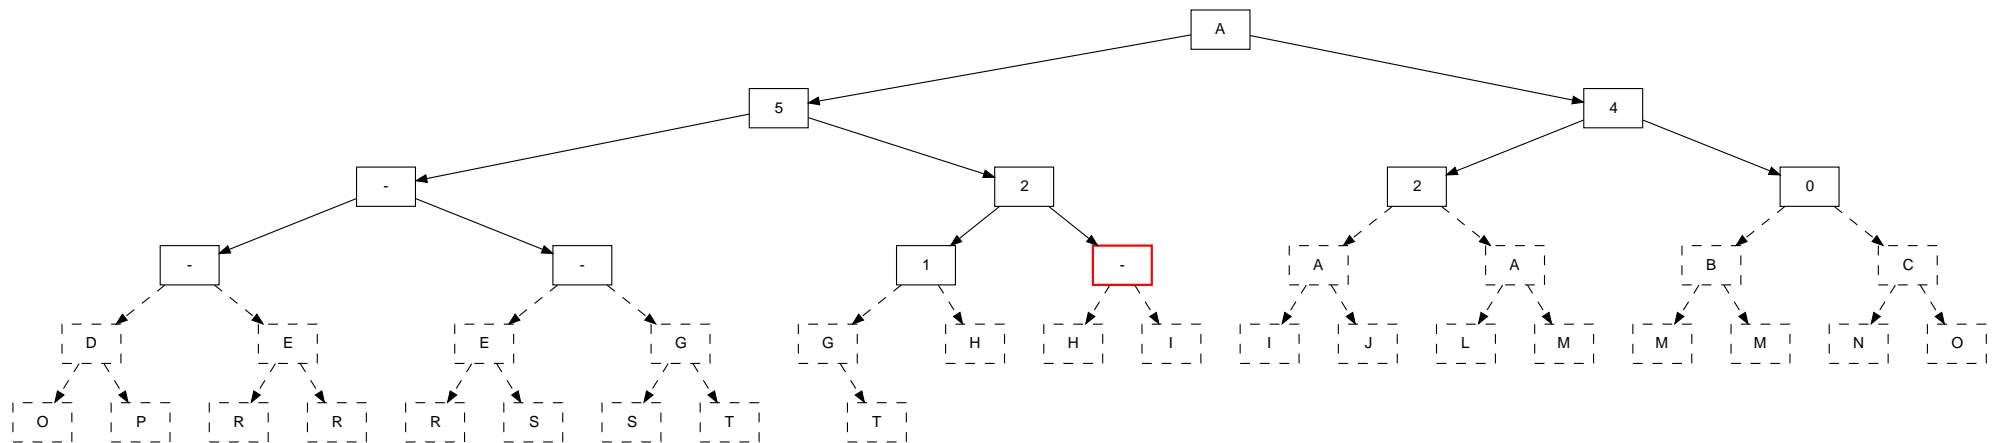 A
5 4
- 2 2 0
- - 1 - A A B C
D E E G G H H I I J L M M M N O
O P R R R S S T T